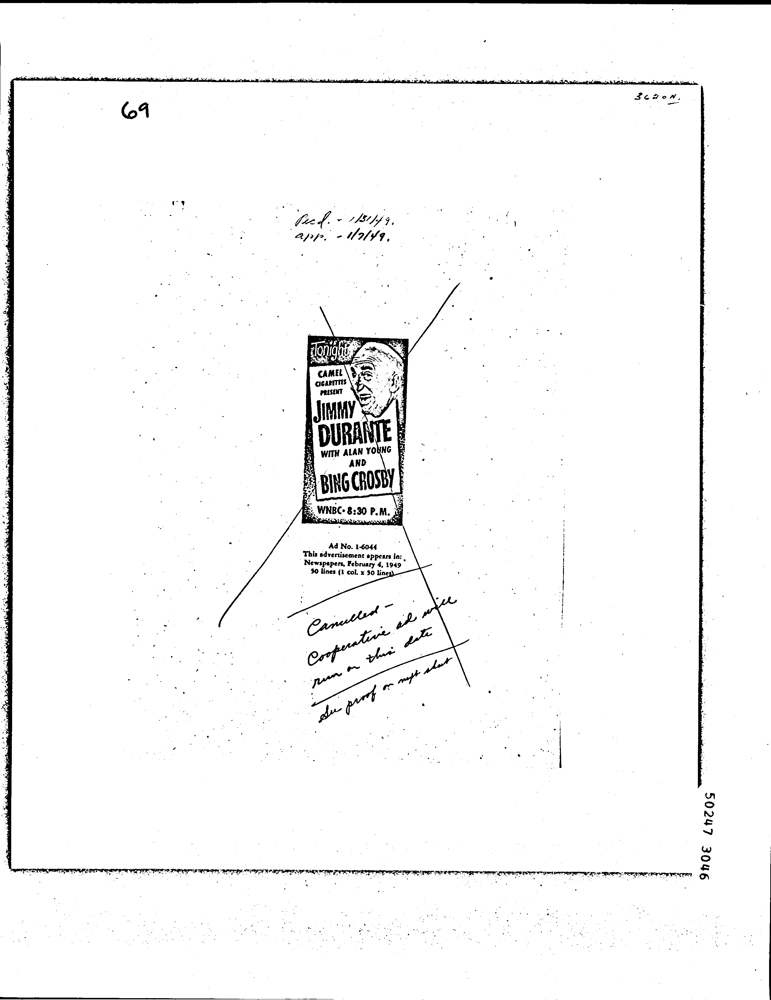 69
Recd. - 1/31/49.
app. - 1/7/49.
Tonight
CAMEL
CIGARETTES
PRESENT
JIMMY
DURANTE
WITH ALAN YOUNG
AND
BING CROSBY
WNBC - 8:30 P.M.
Ad No. 1-6044
This advertisement appears in:
Newspapers, February 4, 1949
50 lines (1 col. x 50 lines)
Cancelled -
Cooperative ad will
run on this date
See proof on next sheet
50247 3046